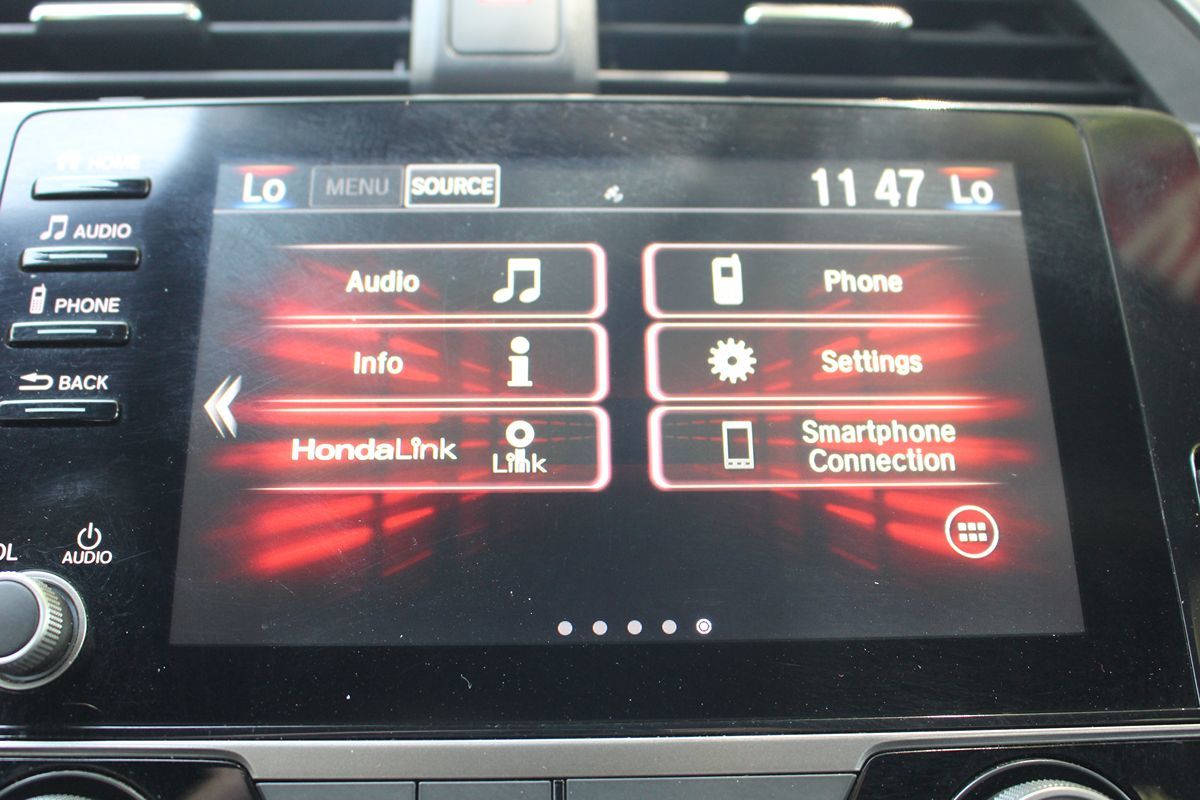 HOME
AUDIO
PHONE
BACK
OL
AUDIO
Lo MENU SOURCE 11 47 Lo
Audio
Phone
Info
Settings
HondaLink Link
Smartphone
Connection